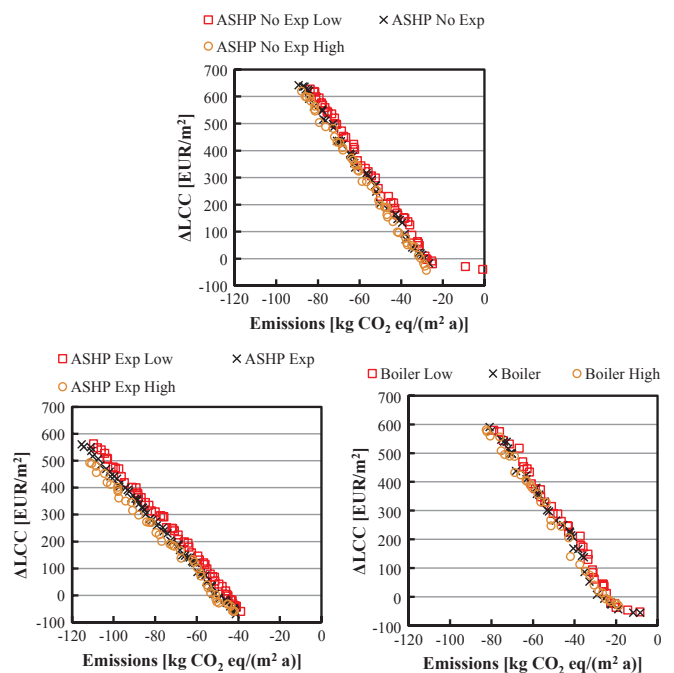 ASHP No Exp Low ASHP No Exp
ASHP No Exp High
700
600
500
400
300
200
100
0
-100
-120 -100 -80 -60 -40 -20 0
ΔLCC [EUR/m²]
Emissions [kg CO₂ eq/(m² a)]
ASHP Exp Low ASHP Exp
ASHP Exp High
700
600
500
400
300
200
100
0
-100
-120 -100 -80 -60 -40 -20 0
ΔLCC [EUR/m²]
Emissions [kg CO₂ eq/(m² a)]
Boiler Low Boiler Boiler High
700
600
500
400
300
200
100
0
-100
-120 -100 -80 -60 -40 -20 0
ΔLCC [EUR/m²]
Emissions [kg CO₂ eq/(m² a)]